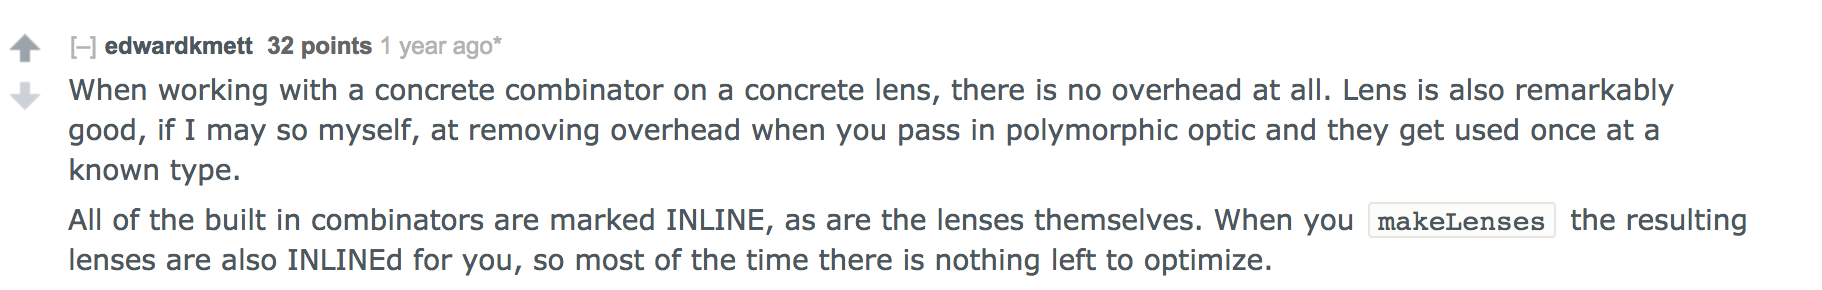 [–] edwardkmett 32 points 1 year ago*
When working with a concrete combinator on a concrete lens, there is no overhead at all. Lens is also remarkably
good, if I may so myself, at removing overhead when you pass in polymorphic optic and they get used once at a
known type.
All of the built in combinators are marked INLINE, as are the lenses themselves. When you makeLenses the resulting
lenses are also INLINEd for you, so most of the time there is nothing left to optimize.